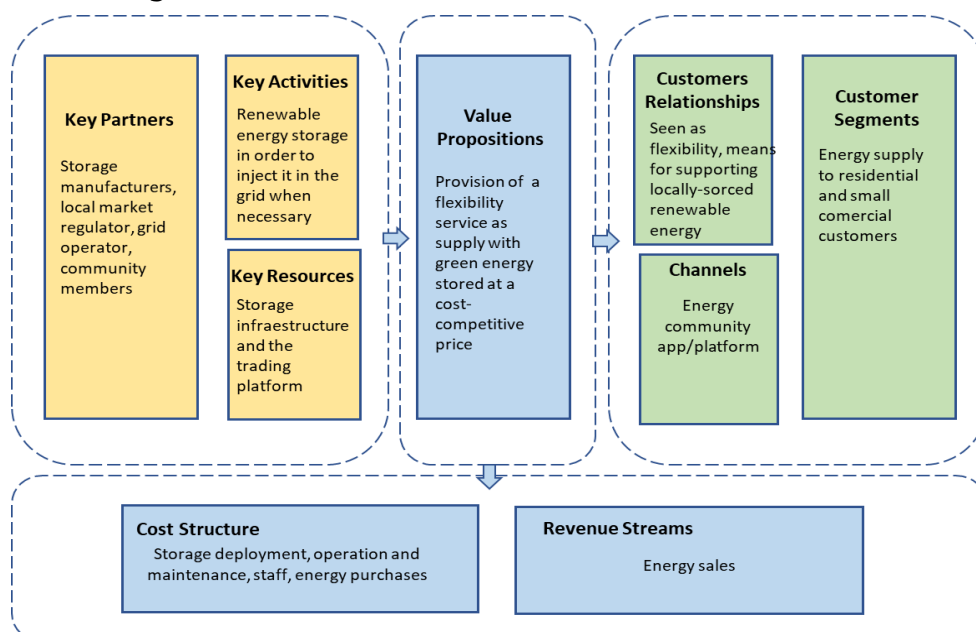 Key Partners
Storage
manufacturers,
local market
regulator, grid
operator,
community
members
Key Activities
Renewable
energy storage
in order to
inject it in the
grid when
necessary
Key Resources
Storage
infraestructure
and the
trading
platform
Value
Propositions
Provision of a
flexibility
service as
supply with
green energy
stored at a
cost-
competitive
price
Customers
Relationships
Seen as
flexibility, means
for supporting
locally-sorced
renewable
energy
Channels
Energy
community
app/platform
Customer
Segments
Energy supply
to residential
and small
comercial
customers
Cost Structure
Storage deployment, operation and
maintenance, staff, energy purchases
Revenue Streams
Energy sales